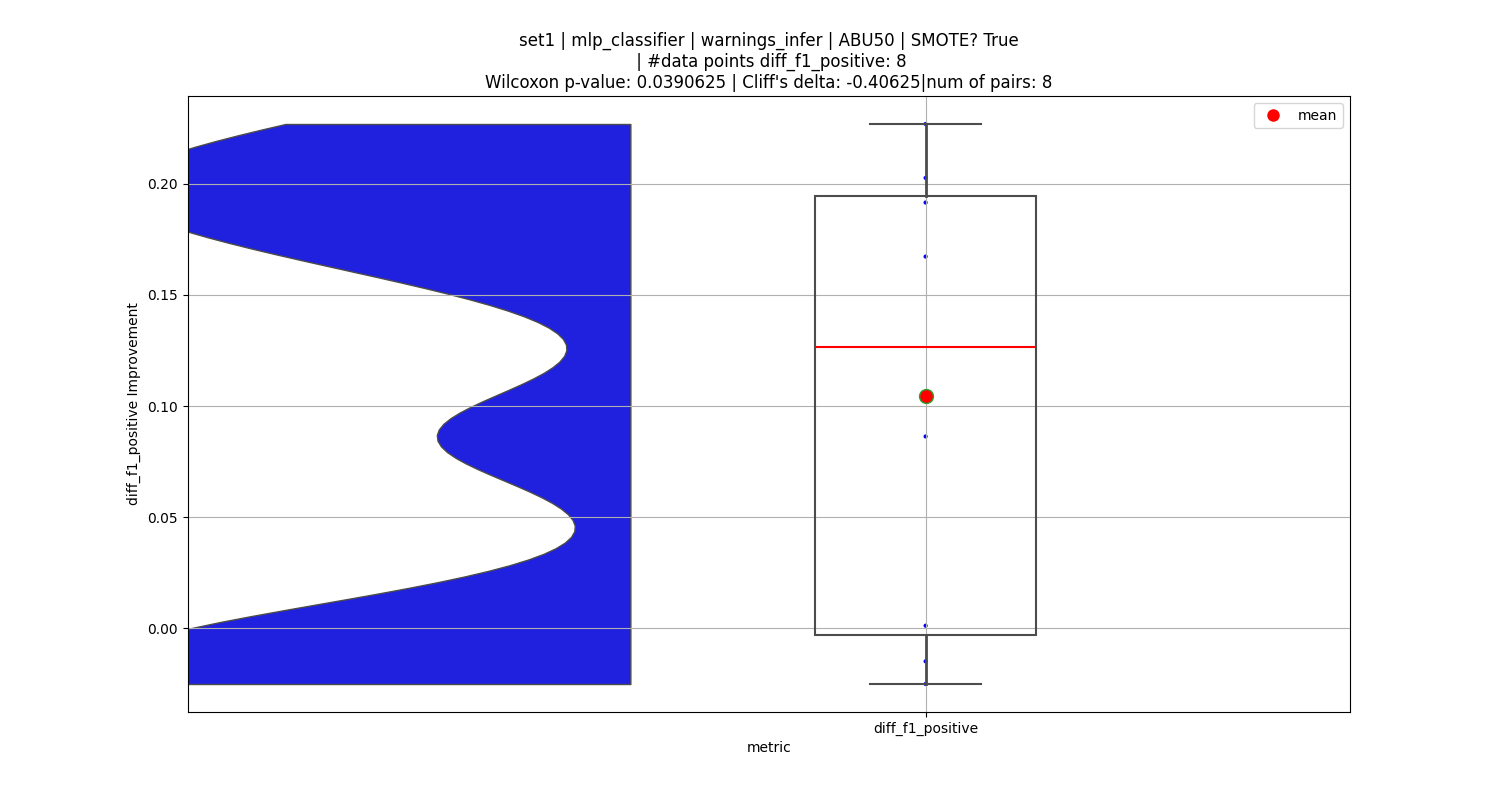 set1 | mlp_classifier | warnings_infer | ABU50 | SMOTE? True
| #data points diff_f1_positive: 8
Wilcoxon p-value: 0.0390625 | Cliff's delta: -0.40625|num of pairs: 8
mean
0.20
0.15
0.10
0.05
0.00
diff_f1_positive Improvement
diff_f1_positive
metric